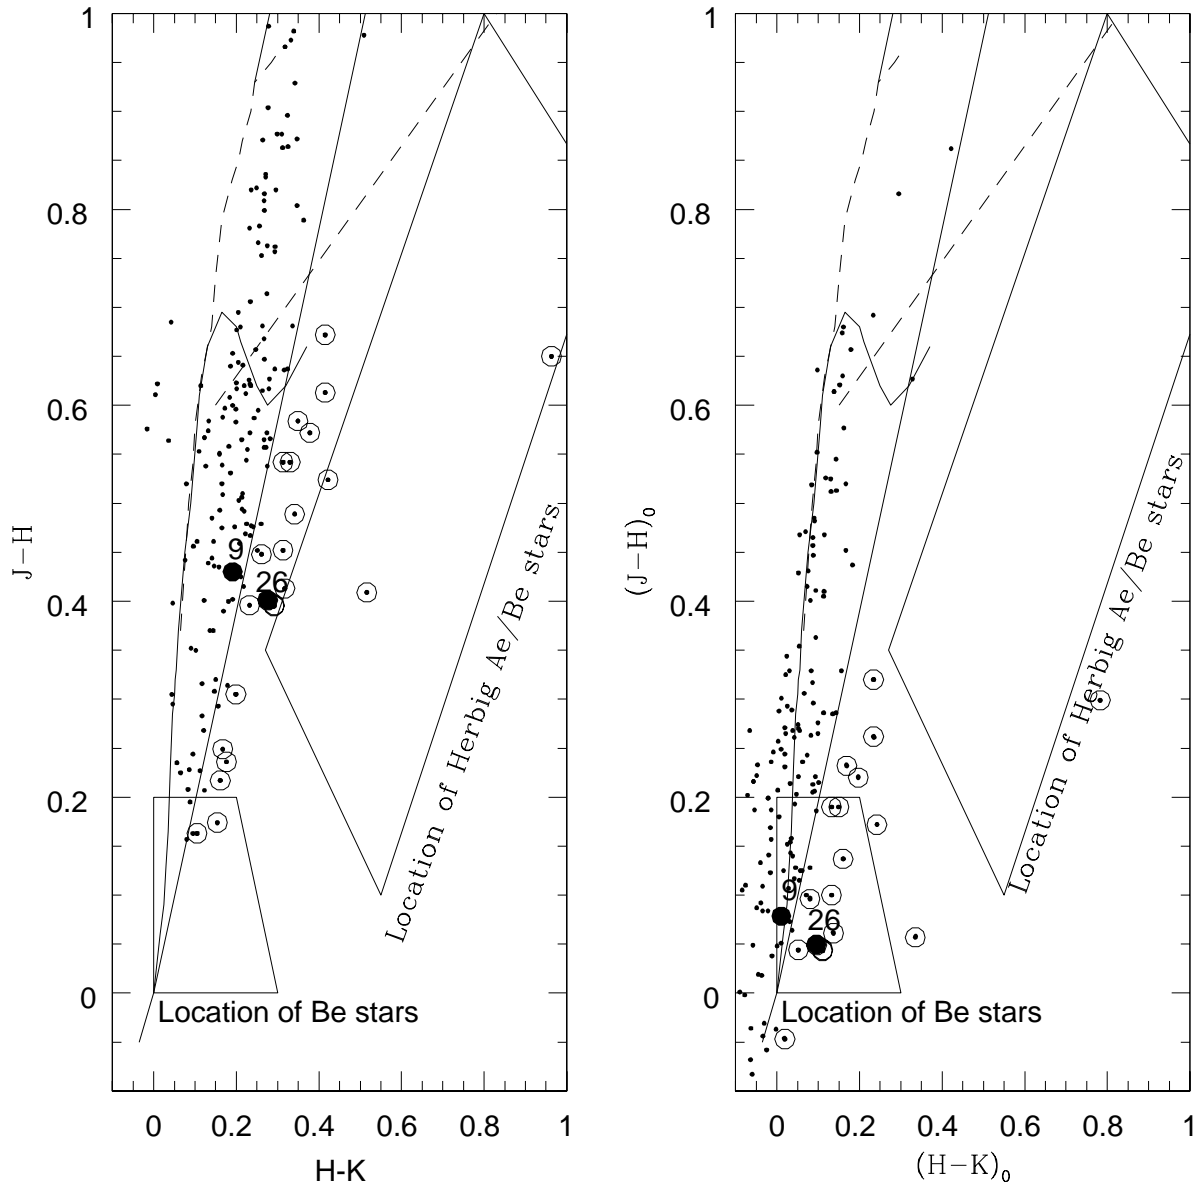 1
0.8
0.6
0.4
0.2
0
J−H
9
26
Location of Herbig Ae/Be stars
Location of Be stars
0 0.2 0.4 0.6 0.8 1
H-K
1
0.8
0.6
0.4
0.2
0
(J−H)₀
9
26
Location of Herbig Ae/Be stars
Location of Be stars
0 0.2 0.4 0.6 0.8 1
(H−K)₀